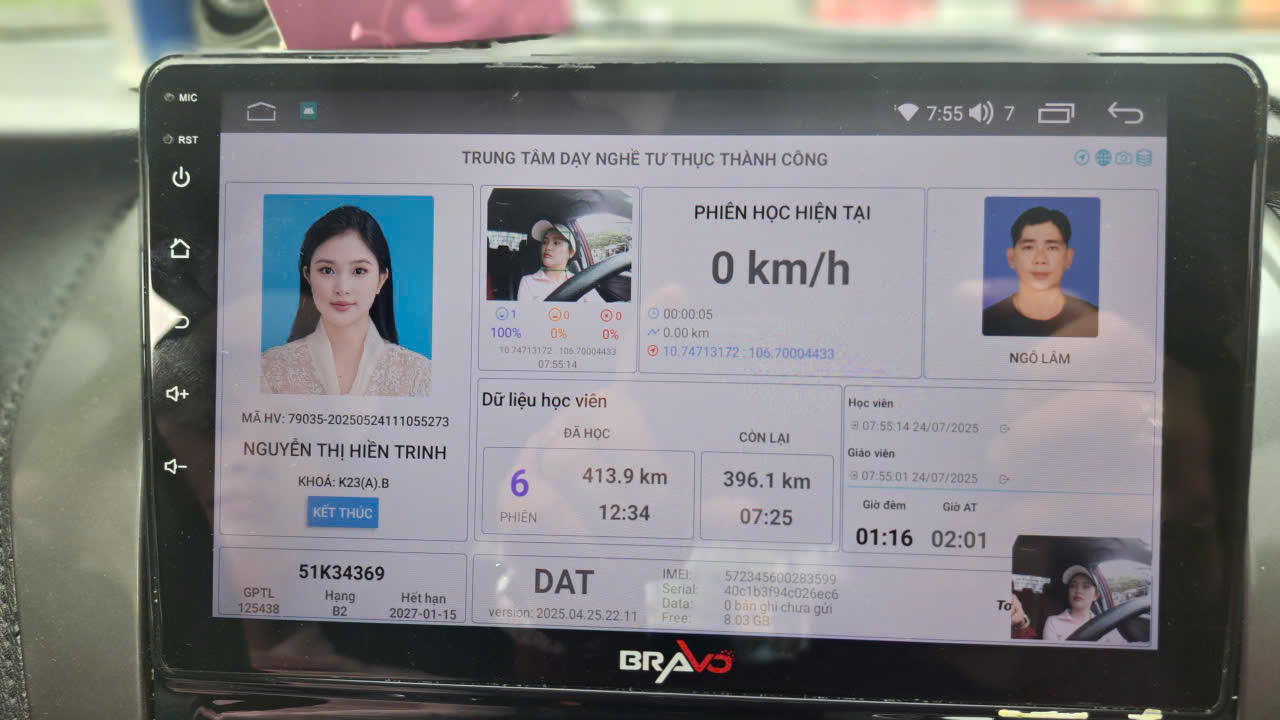 MIC
RST
7:55
7
TRUNG TÂM DẠY NGHỀ TƯ THỤC THÀNH CÔNG
MÃ HV: 79035-20250524111055273
NGUYỄN THỊ HIỀN TRINH
KHOÁ: K23(A).B
KẾT THÚC
1
0
0
100%
0%
0%
10.74713172 : 106.70004433
07:55:14
PHIÊN HỌC HIỆN TẠI
0 km/h
00:00:05
0.00 km
10.74713172 : 106.70004433
NGÔ LÂM
Dữ liệu học viên
ĐÃ HỌC
6
PHIÊN
413.9 km
12:34
CÒN LẠI
396.1 km
07:25
Học viên
07:55:14 24/07/2025
Giáo viên
07:55:01 24/07/2025
Giờ đêm
Giờ AT
01:16
02:01
51K34369
GPTL
125438
Hạng
B2
Hết hạn
2027-01-15
DAT
version: 2025.04.25.22.11
IMEI: 572345600283599
Serial: 40c1b3f94c026ec6
Data: 0 bản ghi chưa gửi
Free: 8.03 GB
BRAVO